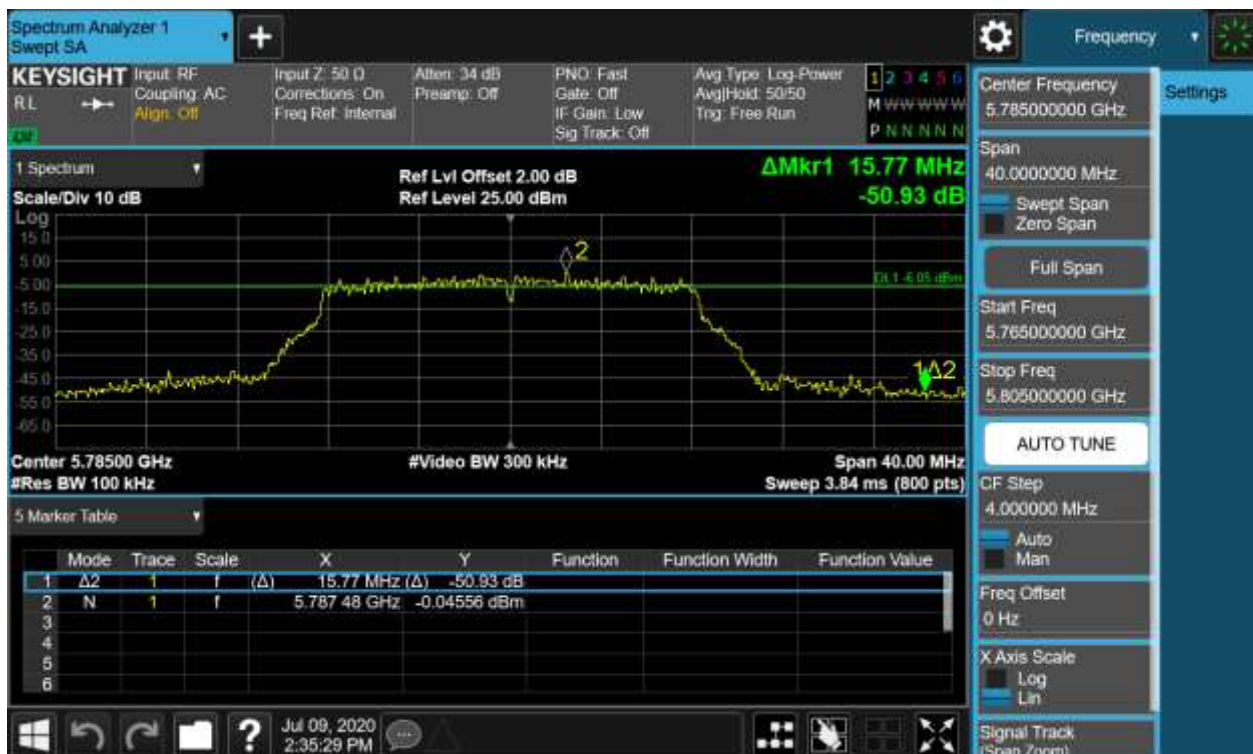 Spectrum Analyzer 1
Swept SA
+
Frequency
KEYSIGHT
RL
Input: RF
Coupling: AC
Align: Off
Input Z: 50 Ω
Corrections: On
Freq Ref: Internal
Atten: 34 dB
Preamp: Off
PNO: Fast
Gate: Off
IF Gain: Low
Sig Track: Off
Avg Type: Log-Power
Avg|Hold: 50/50
Trig: Free Run
1 2 3 4 5 6
M W W W W W
P N N N N N
1 Spectrum
Scale/Div 10 dB
Ref Lvl Offset 2.00 dB
Ref Level 25.00 dBm
ΔMkr1 15.77 MHz
-50.93 dB
Log
15.0
5.00
-5.00
-15.0
-25.0
-35.0
-45.0
-55.0
-65.0
2
DL1 -6.05 dBm
1Δ2
Center 5.78500 GHz
#Video BW 300 kHz
Span 40.00 MHz
#Res BW 100 kHz
Sweep 3.84 ms (800 pts)
5 Marker Table
Mode Trace Scale X Y Function Function Width Function Value
1 Δ2 1 f (Δ) 15.77 MHz (Δ) -50.93 dB
2 N 1 f 5.787 48 GHz -0.04556 dBm
3
4
5
6
Jul 09, 2020
2:35:29 PM
Center Frequency
5.785000000 GHz
Settings
Span
40.0000000 MHz
Swept Span
Zero Span
Full Span
Start Freq
5.765000000 GHz
Stop Freq
5.805000000 GHz
AUTO TUNE
CF Step
4.000000 MHz
Auto
Man
Freq Offset
0 Hz
X Axis Scale
Log
Lin
Signal Track
(Span Zoom)